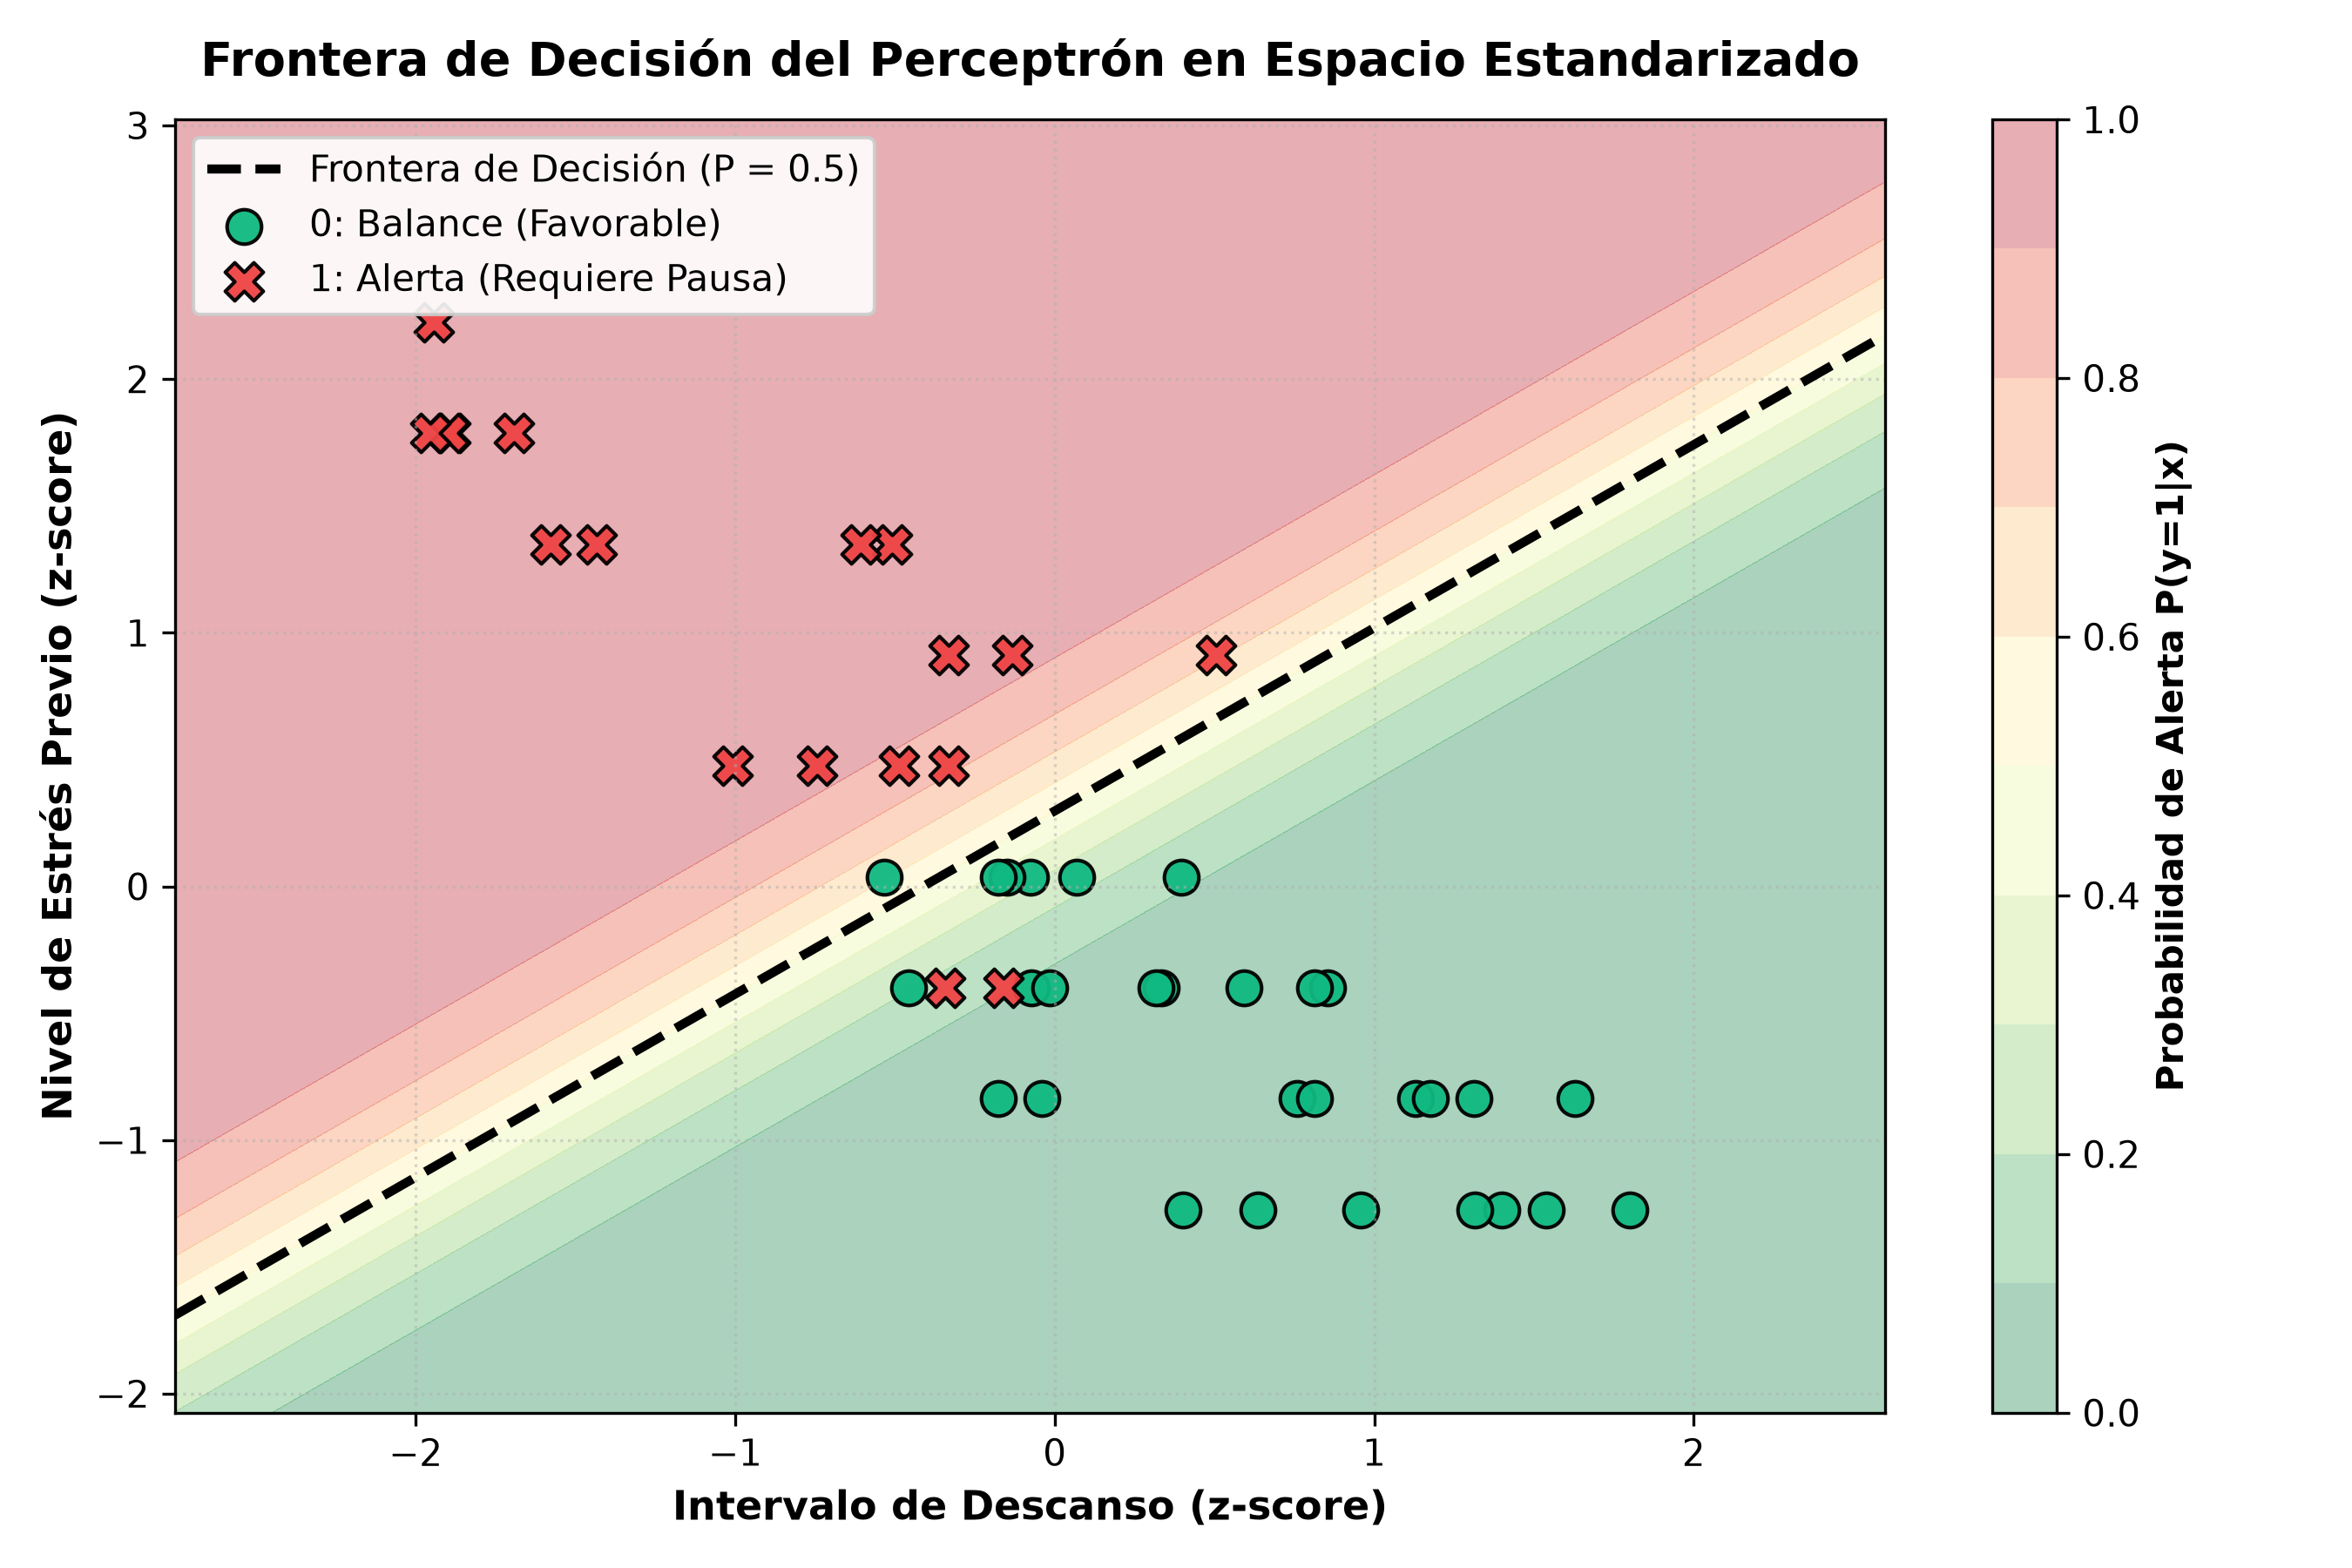 Frontera de Decisión del Perceptrón en Espacio Estandarizado
Frontera de Decisión (P = 0.5)
0: Balance (Favorable)
1: Alerta (Requiere Pausa)
Nivel de Estrés Previo (z-score)
3
2
1
0
−1
−2
−2
−1
0
1
2
Intervalo de Descanso (z-score)
1.0
0.8
0.6
0.4
0.2
0.0
Probabilidad de Alerta P(y=1|x)